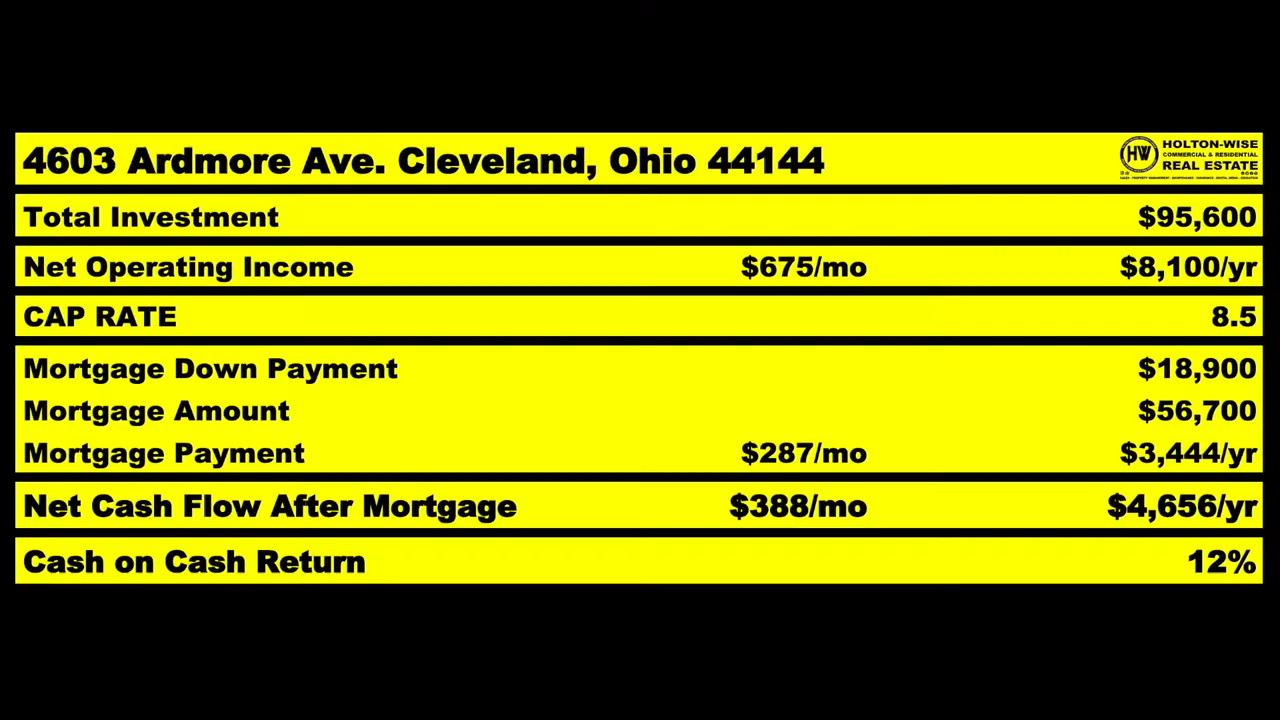 4603 Ardmore Ave. Cleveland, Ohio 44144
HW HOLTON-WISE
COMMERCIAL & RESIDENTIAL
REAL ESTATE
Total Investment $95,600
Net Operating Income $675/mo $8,100/yr
CAP RATE 8.5
Mortgage Down Payment $18,900
Mortgage Amount $56,700
Mortgage Payment $287/mo $3,444/yr
Net Cash Flow After Mortgage $388/mo $4,656/yr
Cash on Cash Return 12%